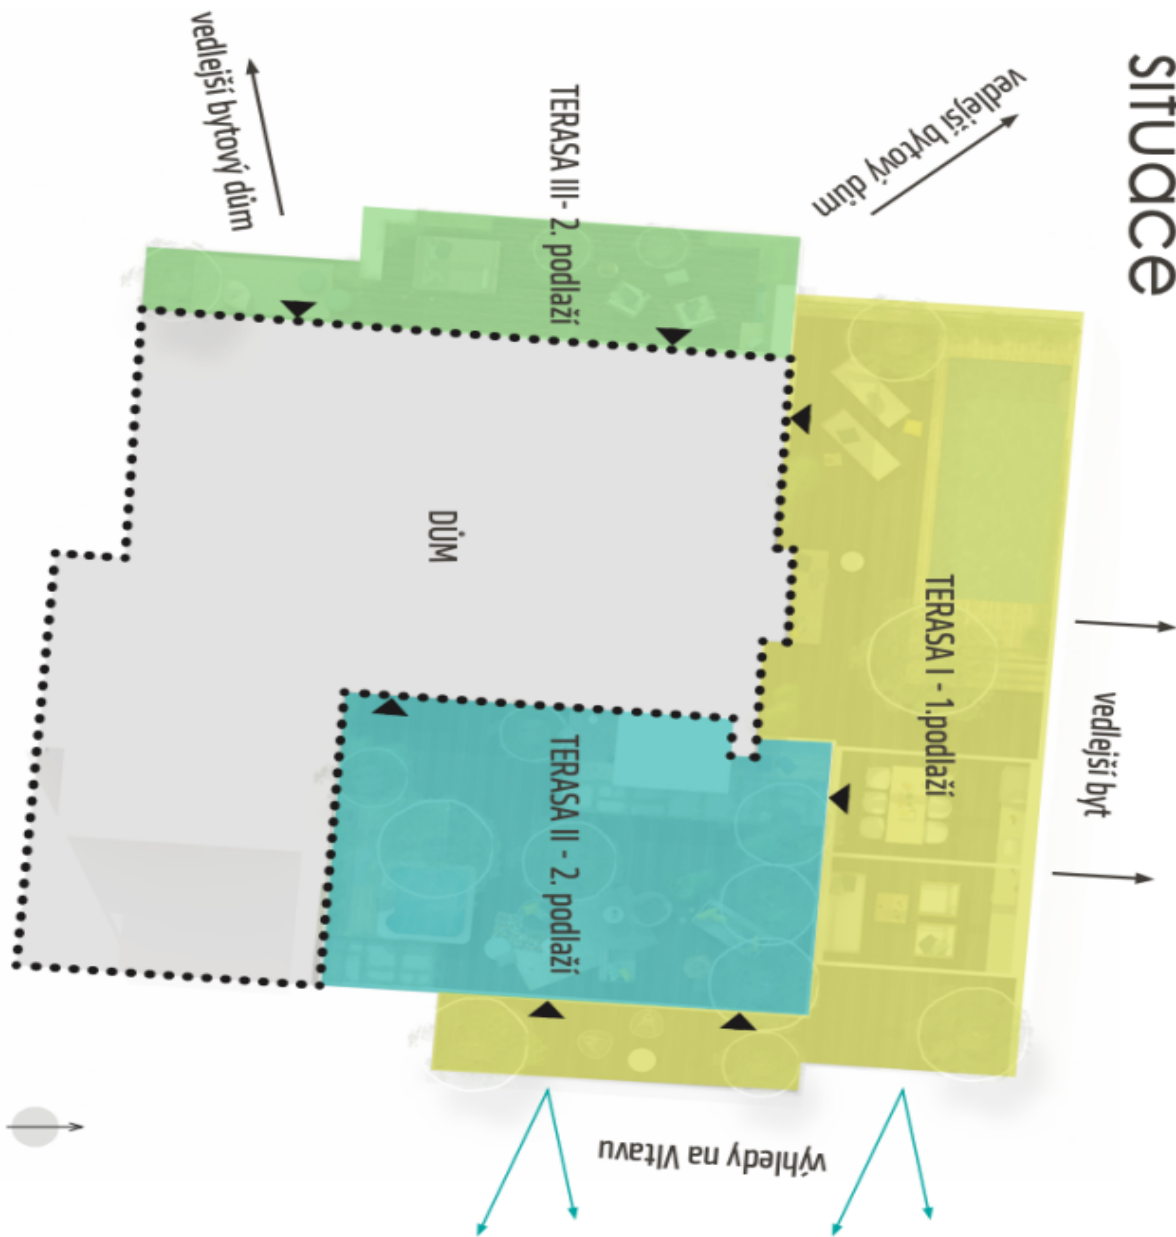 situace
vedlejší bytový dům
TERASA III- 2. podlaží
vedlejší bytový dům
DŮM
TERASA I - 1.podlaží
vedlejší byt
TERASA II - 2. podlaží
výhledy na Vltavu